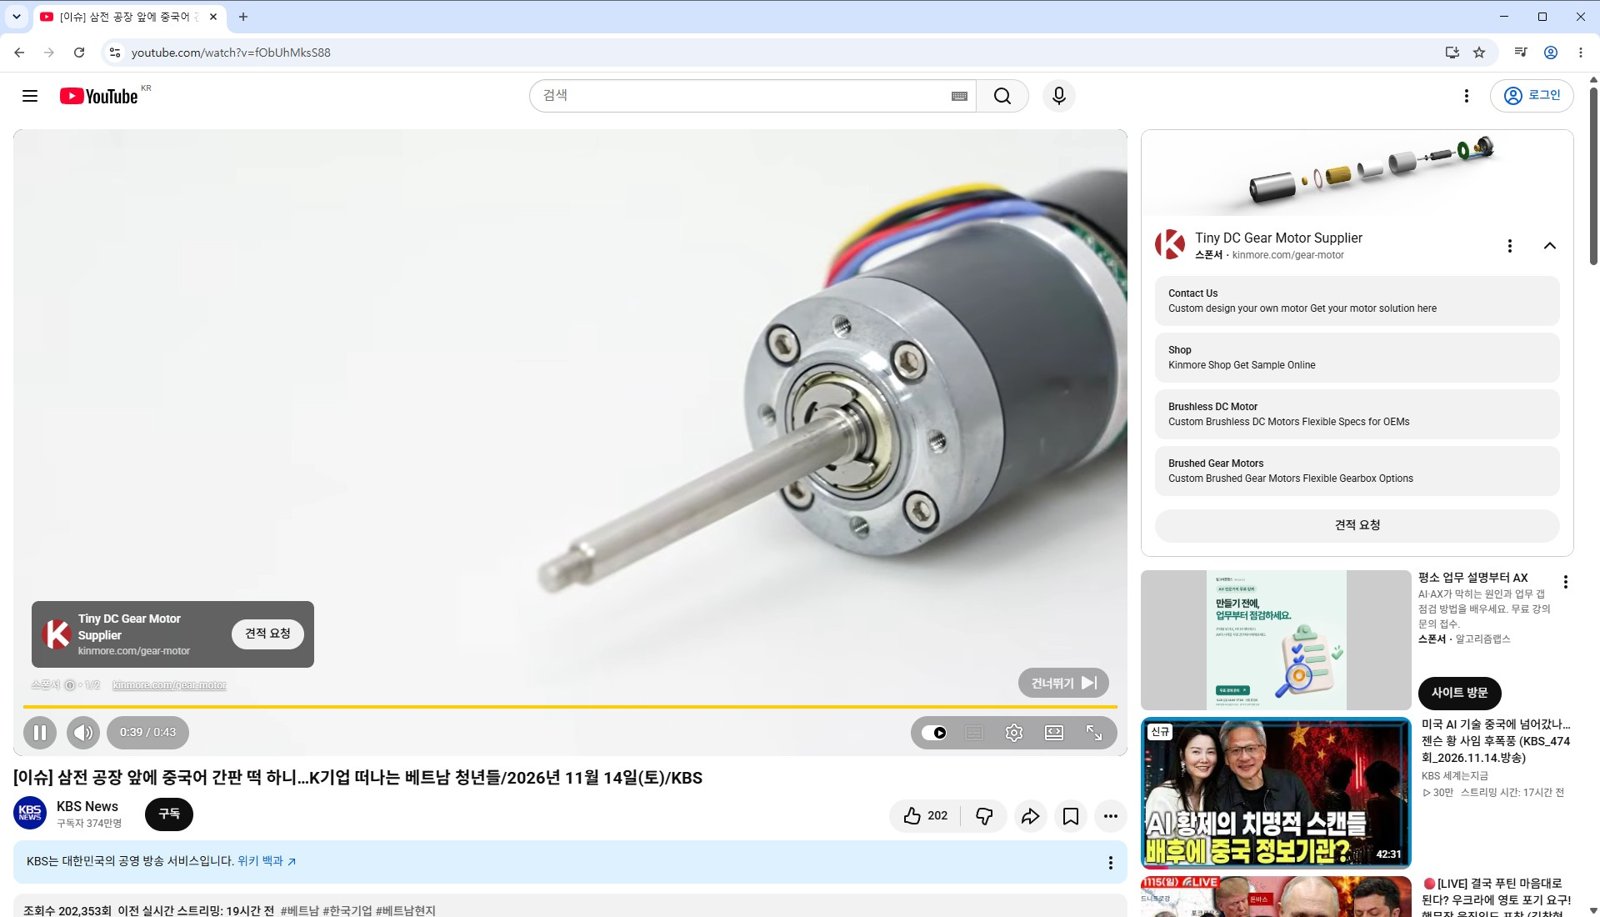 [이슈] 삼전 공장 앞에 중국어 간
youtube.com/watch?v=fObUhMksS88
YouTube KR
검색
로그인
Tiny DC Gear Motor
Supplier
kinmore.com/gear-motor
견적 요청
스폰서 · 1/2 kinmore.com/gear-motor
건너뛰기
0:39 / 0:43
[이슈] 삼전 공장 앞에 중국어 간판 떡 하니…K기업 떠나는 베트남 청년들/2026년 11월 14일(토)/KBS
KBS NEWS
KBS News
구독자 374만명
구독
202
KBS는 대한민국의 공영 방송 서비스입니다. 위키 백과
조회수 202,353회 이전 실시간 스트리밍: 19시간 전 #베트남 #한국기업 #베트남현지
Tiny DC Gear Motor Supplier
스폰서 · kinmore.com/gear-motor
Contact Us
Custom design your own motor Get your motor solution here
Shop
Kinmore Shop Get Sample Online
Brushless DC Motor
Custom Brushless DC Motors Flexible Specs for OEMs
Brushed Gear Motors
Custom Brushed Gear Motors Flexible Gearbox Options
견적 요청
만들기 전에,
업무부터 점검하세요.
평소 업무 설명부터 AX
AI·AX가 막히는 원인과 업무 갭
점검 방법을 배우세요. 무료 강의
문의 접수.
스폰서 · 알고리즘랩스
사이트 방문
신규
AI 황제의 치명적 스캔들
배후에 중국 정보기관?
42:31
미국 AI 기술 중국에 넘어갔나…
젠슨 황 사임 후폭풍 (KBS_474
회_2026.11.14.방송)
KBS 세계는지금
30만 스트리밍 시간: 17시간 전
1115(일) LIVE
돈바스
[LIVE] 결국 푸틴 마음대로
된다? 우크라에 영토 포기 요구!